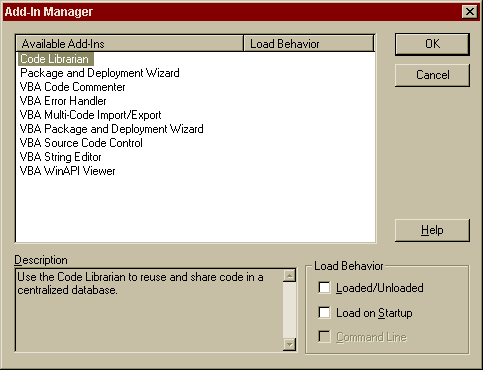 Add-In Manager
Available Add-Ins Load Behavior
Code Librarian
Package and Deployment Wizard
VBA Code Commenter
VBA Error Handler
VBA Multi-Code Import/Export
VBA Package and Deployment Wizard
VBA Source Code Control
VBA String Editor
VBA WinAPI Viewer
OK
Cancel
Help
Description
Use the Code Librarian to reuse and share code in a
centralized database.
Load Behavior
Loaded/Unloaded
Load on Startup
Command Line